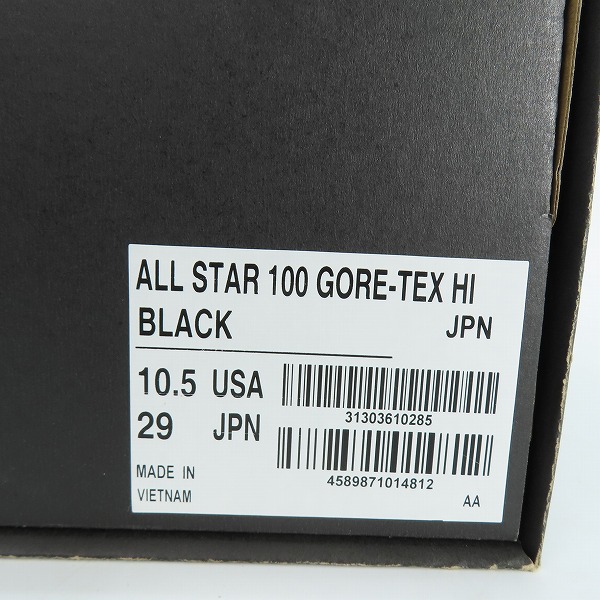 ALL STAR 100 GORE-TEX HI
BLACK JPN
10.5 USA
31303610285
29 JPN
4589871014812
MADE IN
VIETNAM
AA